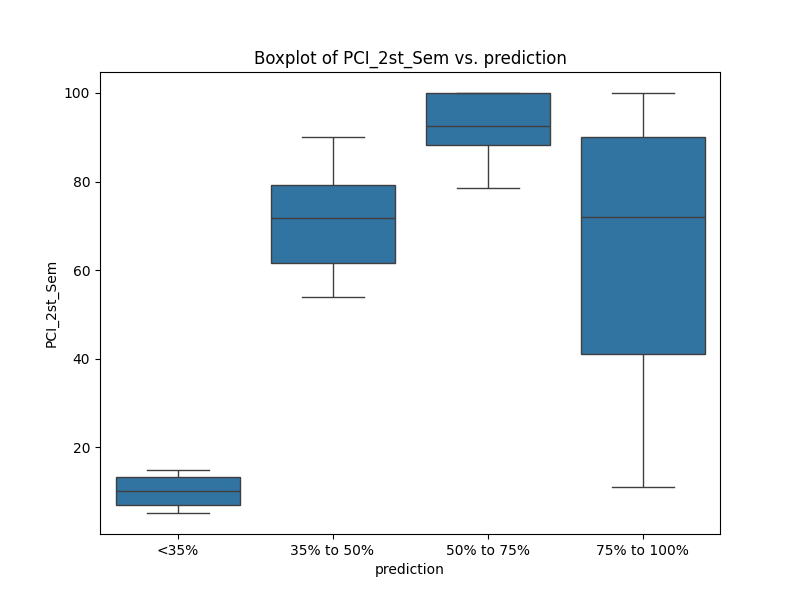 Boxplot of PCI_2st_Sem vs. prediction
PCI_2st_Sem
100
80
60
40
20
<35%
35% to 50%
50% to 75%
75% to 100%
prediction